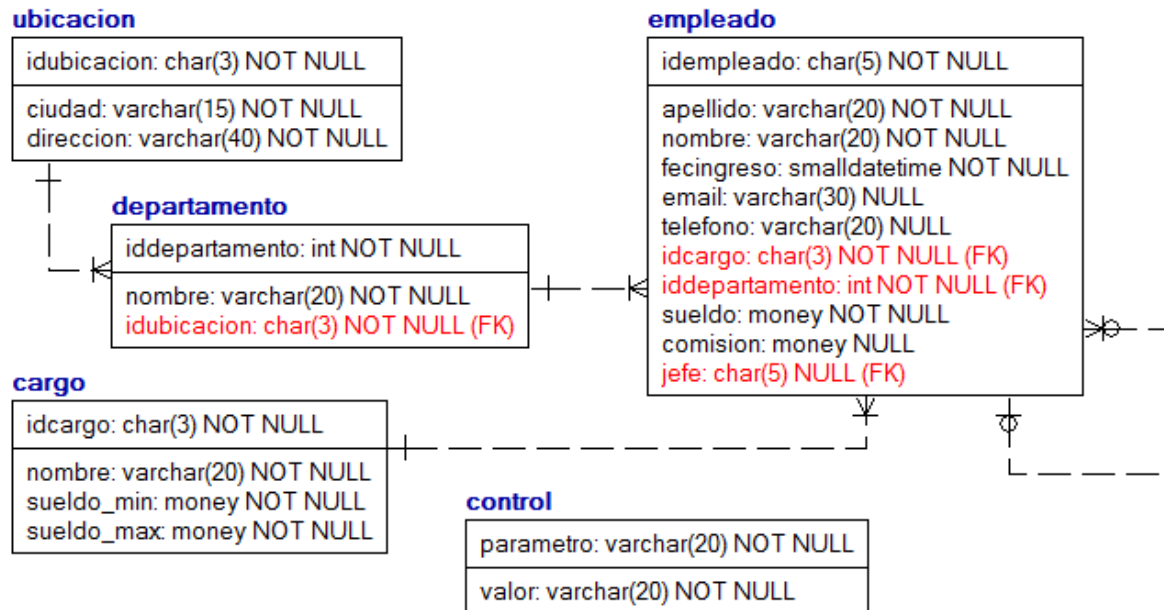 ubicacion
idubicacion: char(3) NOT NULL
ciudad: varchar(15) NOT NULL
direccion: varchar(40) NOT NULL
departamento
iddepartamento: int NOT NULL
nombre: varchar(20) NOT NULL
idubicacion: char(3) NOT NULL (FK)
cargo
idcargo: char(3) NOT NULL
nombre: varchar(20) NOT NULL
sueldo_min: money NOT NULL
sueldo_max: money NOT NULL
empleado
idempleado: char(5) NOT NULL
apellido: varchar(20) NOT NULL
nombre: varchar(20) NOT NULL
fecingreso: smalldatetime NOT NULL
email: varchar(30) NULL
telefono: varchar(20) NULL
idcargo: char(3) NOT NULL (FK)
iddepartamento: int NOT NULL (FK)
sueldo: money NOT NULL
comision: money NULL
jefe: char(5) NULL (FK)
control
parametro: varchar(20) NOT NULL
valor: varchar(20) NOT NULL